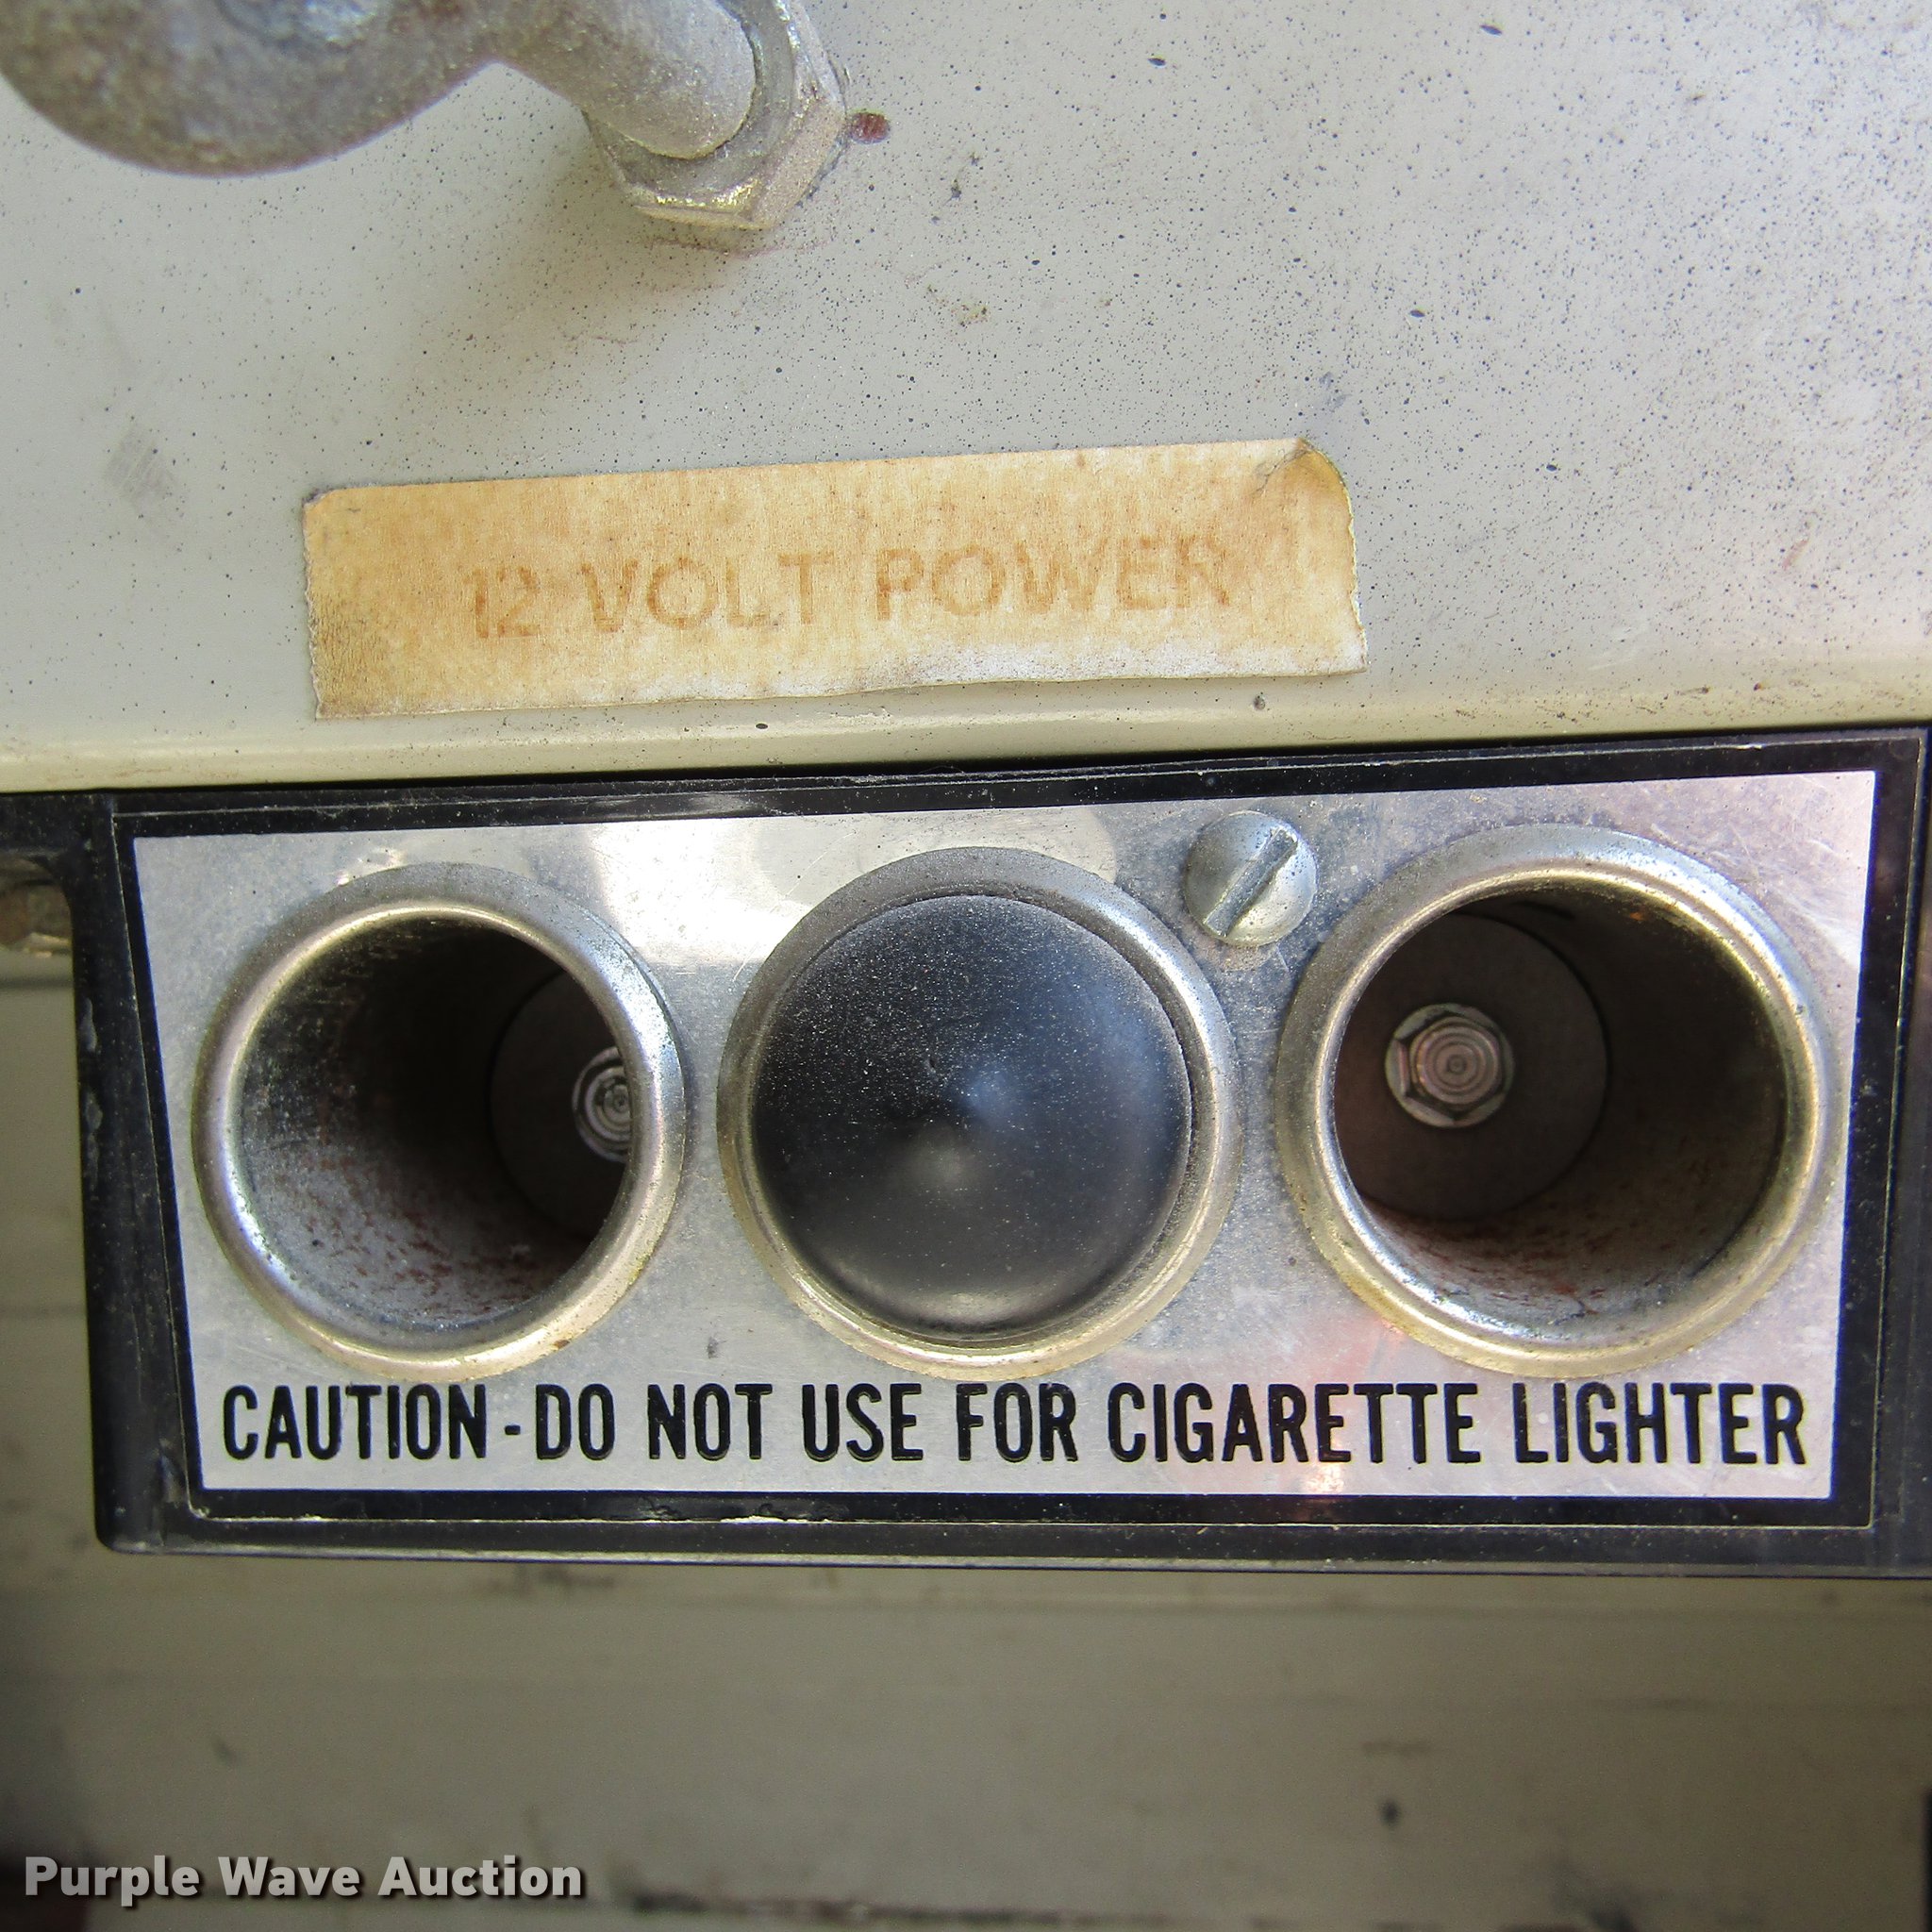 12 VOLT POWER
CAUTION - DO NOT USE FOR CIGARETTE LIGHTER
Purple Wave Auction